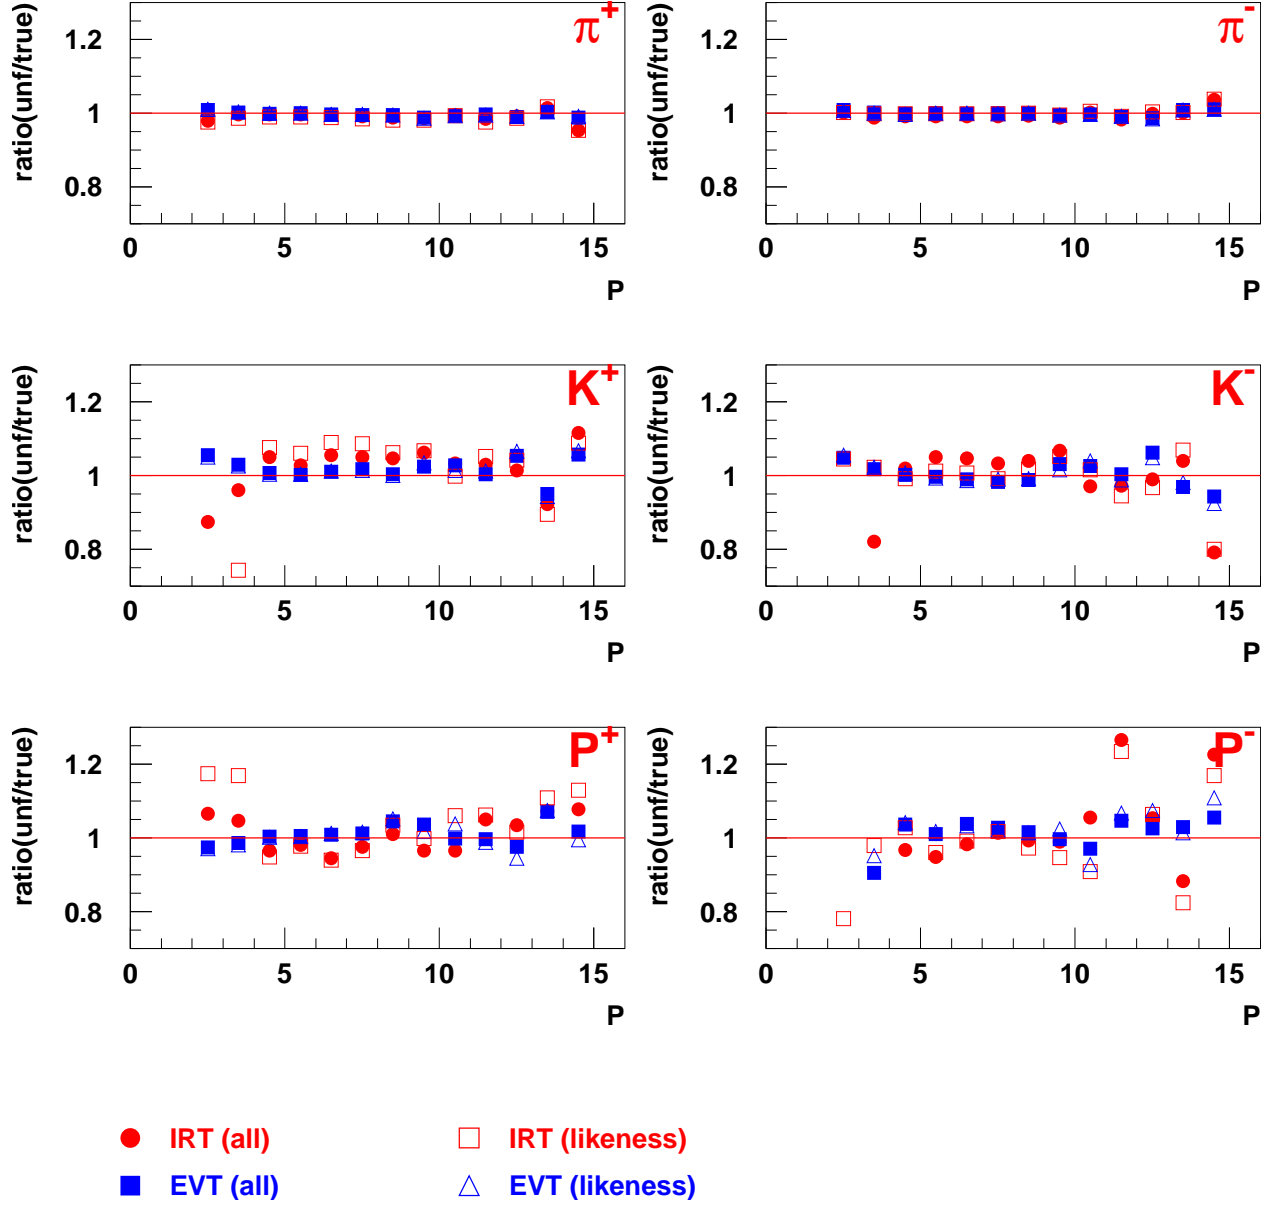 ratio(unf/true)
1.2
1
0.8
0 5 10 15
P
π+
ratio(unf/true)
1.2
1
0.8
0 5 10 15
P
π-
ratio(unf/true)
1.2
1
0.8
0 5 10 15
P
K+
ratio(unf/true)
1.2
1
0.8
0 5 10 15
P
K-
ratio(unf/true)
1.2
1
0.8
0 5 10 15
P
P+
ratio(unf/true)
1.2
1
0.8
0 5 10 15
P
P-
IRT (all) IRT (likeness)
EVT (all) EVT (likeness)